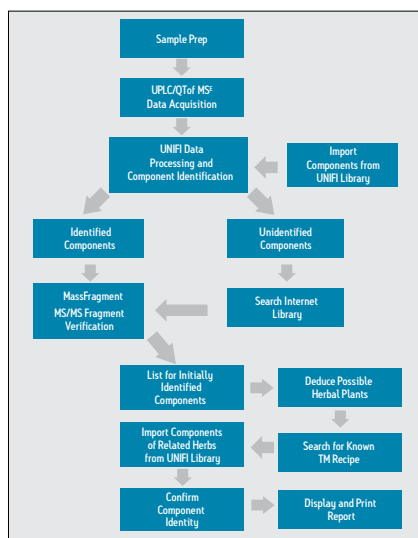 Sample Prep
UPLC/QTof MSᴱ
Data Acquisition
UNIFI Data
Processing and
Component Identification
Import
Components from
UNIFI Library
Identified
Components
Unidentified
Components
MassFragment
MS/MS Fragment
Verification
Search Internet
Library
List for Initially
Identified
Components
Deduce Possible
Herbal Plants
Import Components
of Related Herbs
from UNIFI Library
Search for Known
TM Recipe
Confirm
Component
Identity
Display and Print
Report